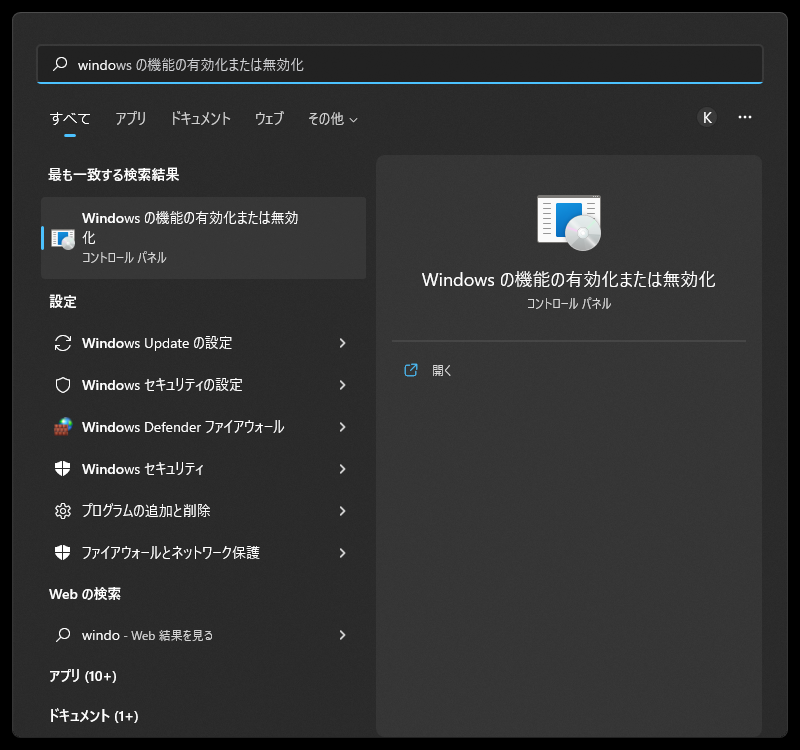 windows の機能の有効化または無効化
すべて アプリ ドキュメント ウェブ その他 K
最も一致する検索結果
Windows の機能の有効化または無効
化
コントロール パネル
設定
Windows Update の設定
Windows セキュリティの設定
Windows Defender ファイアウォール
Windows セキュリティ
プログラムの追加と削除
ファイアウォールとネットワーク保護
Web の検索
windo - Web 結果を見る
アプリ (10+)
ドキュメント (1+)
Windows の機能の有効化または無効化
コントロール パネル
開く